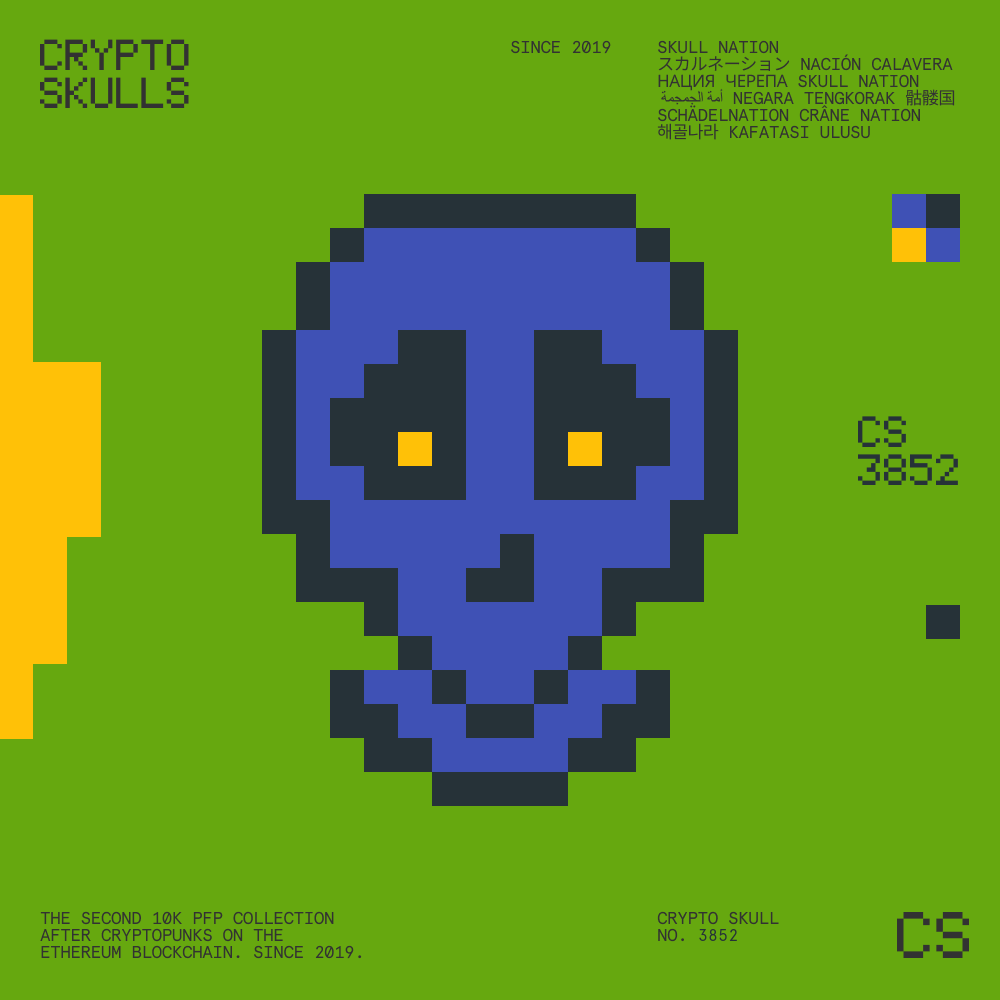 CRYPTO
SKULLS
SINCE 2019
SKULL NATION
スカルネーション NACIÓN CALAVERA
НАЦИЯ ЧЕРЕПА SKULL NATION
أمة الجمجمة NEGARA TENGKORAK 骷髅国
SCHÄDELNATION CRÂNE NATION
해골나라 KAFATASI ULUSU
CS
3852
THE SECOND 10K PFP COLLECTION
AFTER CRYPTOPUNKS ON THE
ETHEREUM BLOCKCHAIN. SINCE 2019.
CRYPTO SKULL
NO. 3852
CS